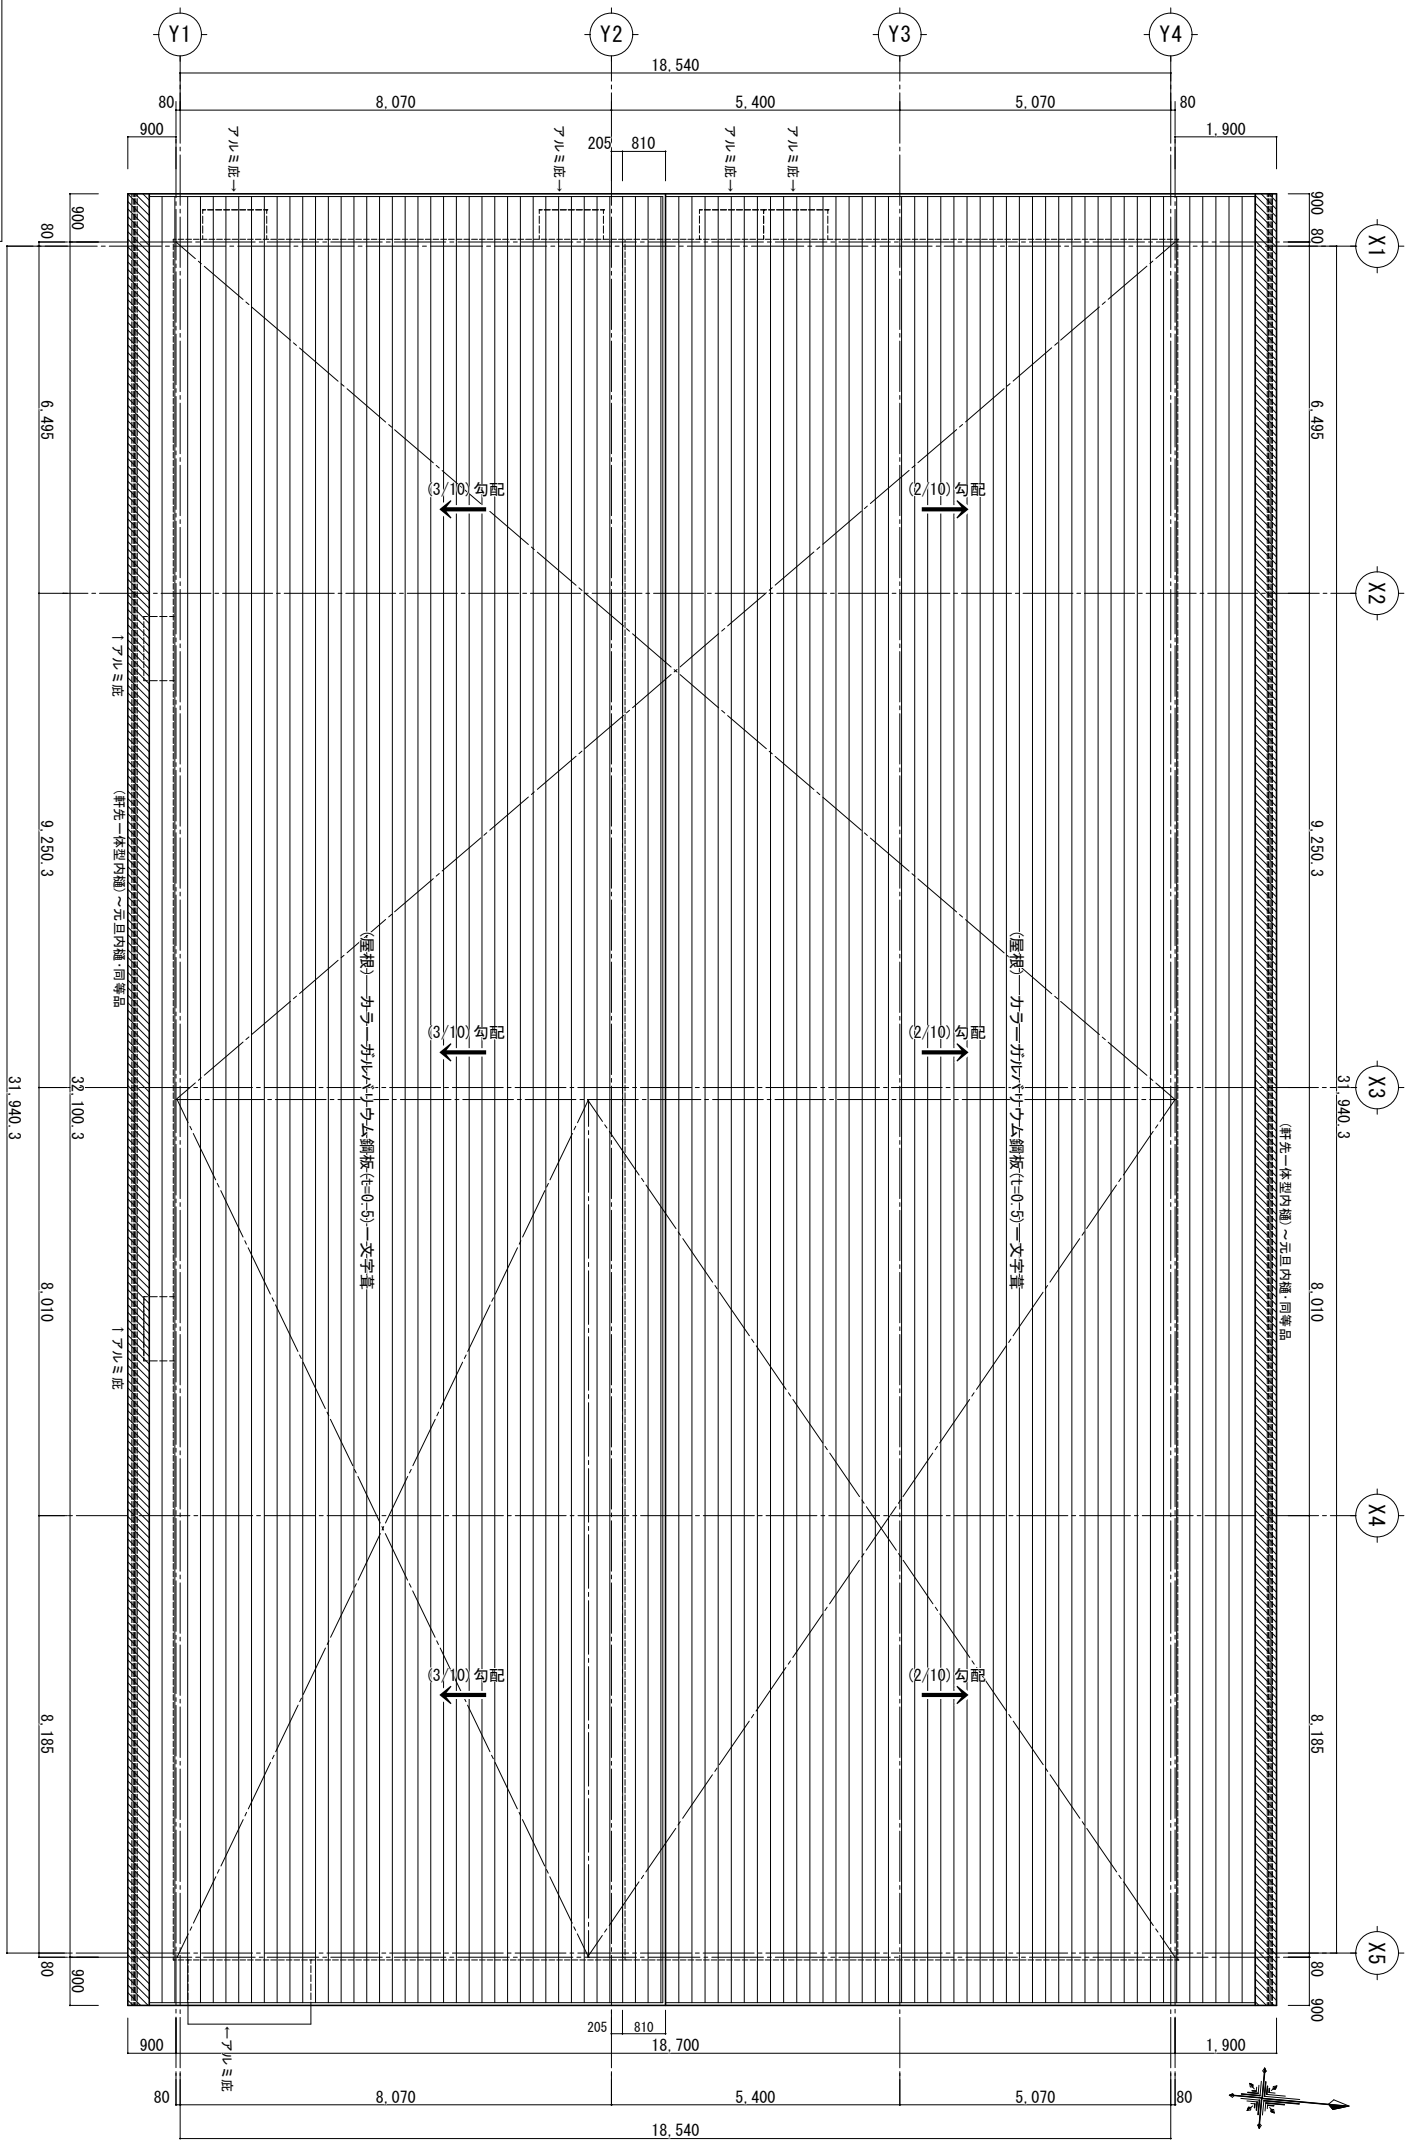 Y1
Y2
Y3
Y4
18,540
80
8,070
5,400
5,070
80
900
205
810
1,900
アルミ庇→
アルミ庇→
アルミ庇→
アルミ庇→
900
80
6,495
9,250.3
8,010
8,185
80
900
32,100.3
31,940.3
900
80
6,495
9,250.3
8,010
8,185
80
900
31,940.3
X1
X2
X3
X4
X5
(3/10)勾配
(2/10)勾配
(3/10)勾配
(2/10)勾配
(3/10)勾配
(2/10)勾配
(屋根) カラーガルバリウム鋼板(t=0.5)一文字葺
(屋根) カラーガルバリウム鋼板(t=0.5)一文字葺
↑アルミ庇
(軒先一体型内樋)～元旦内樋・同等品
↑アルミ庇
(軒先一体型内樋)～元旦内樋・同等品
←アルミ庇
205
810
900
18,700
1,900
80
8,070
5,400
5,070
80
18,540